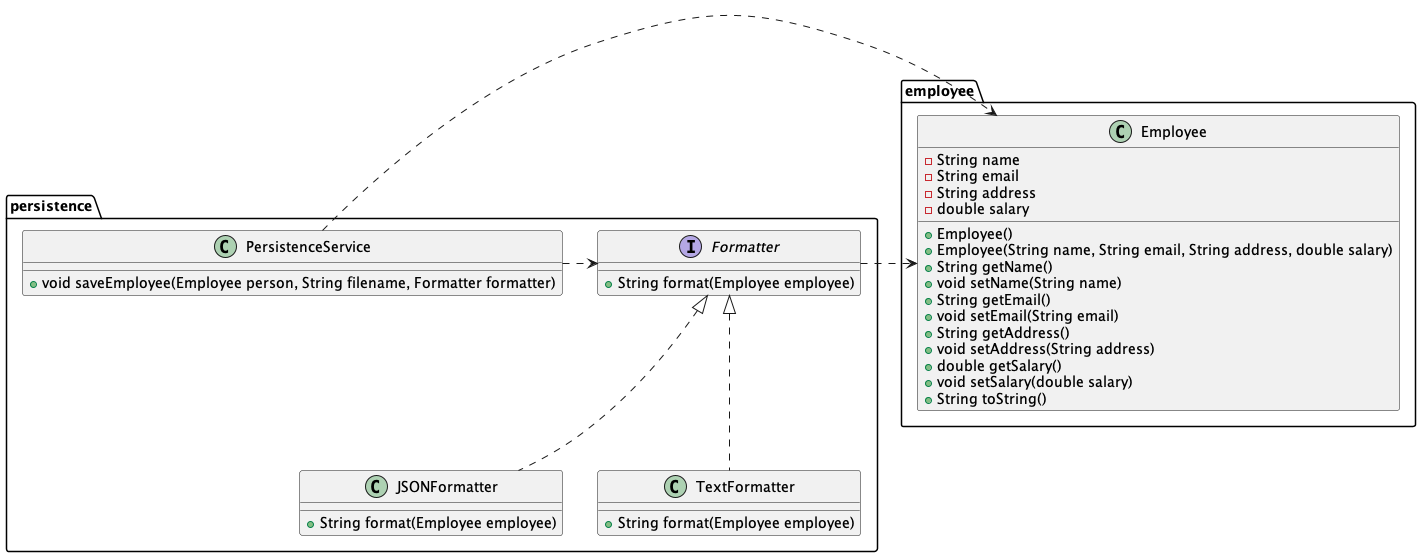 employee
C Employee
String name
String email
String address
double salary
Employee()
Employee(String name, String email, String address, double salary)
String getName()
void setName(String name)
String getEmail()
void setEmail(String email)
String getAddress()
void setAddress(String address)
double getSalary()
void setSalary(double salary)
String toString()
persistence
C PersistenceService
void saveEmployee(Employee person, String filename, Formatter formatter)
I Formatter
String format(Employee employee)
C JSONFormatter
String format(Employee employee)
C TextFormatter
String format(Employee employee)